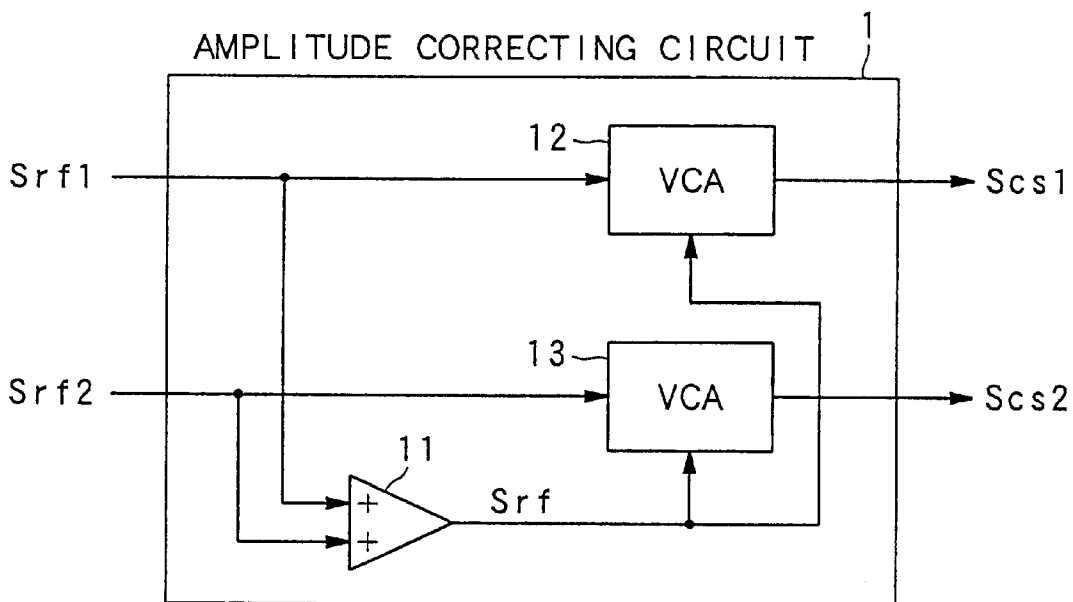 1
AMPLITUDE CORRECTING CIRCUIT
12
Srf1
VCA
Scs1
13
Srf2
VCA
Scs2
11
Srf
+
+